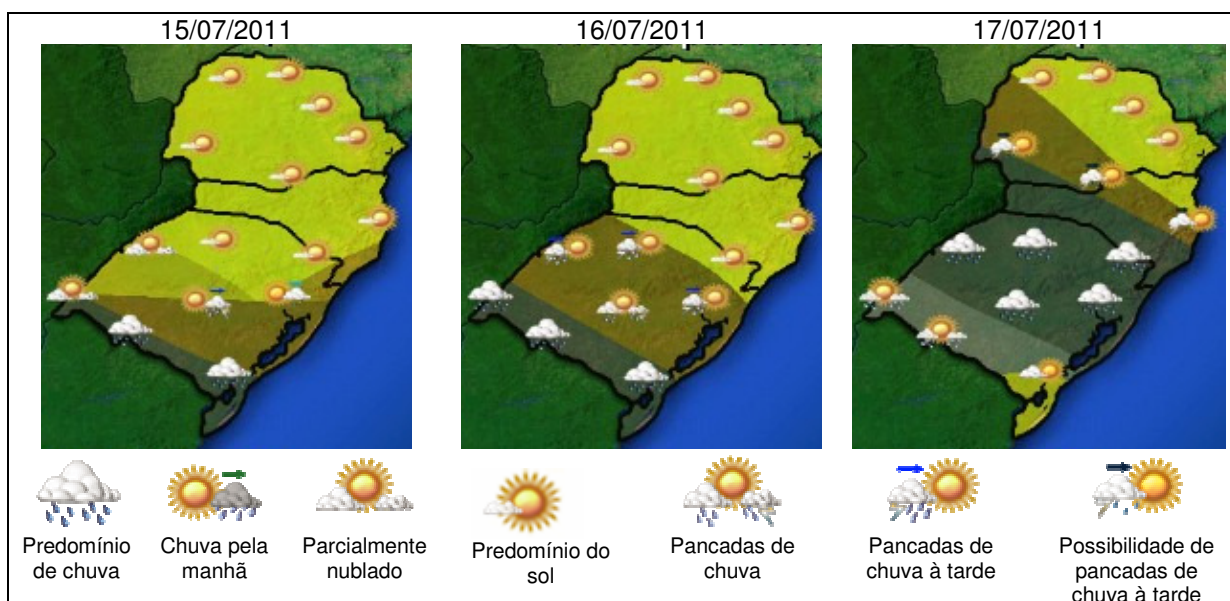 15/07/2011
16/07/2011
17/07/2011
Predomínio
de chuva
Chuva pela
manhã
Parcialmente
nublado
Predomínio do
sol
Pancadas de
chuva
Pancadas de
chuva à tarde
Possibilidade de
pancadas de
chuva à tarde